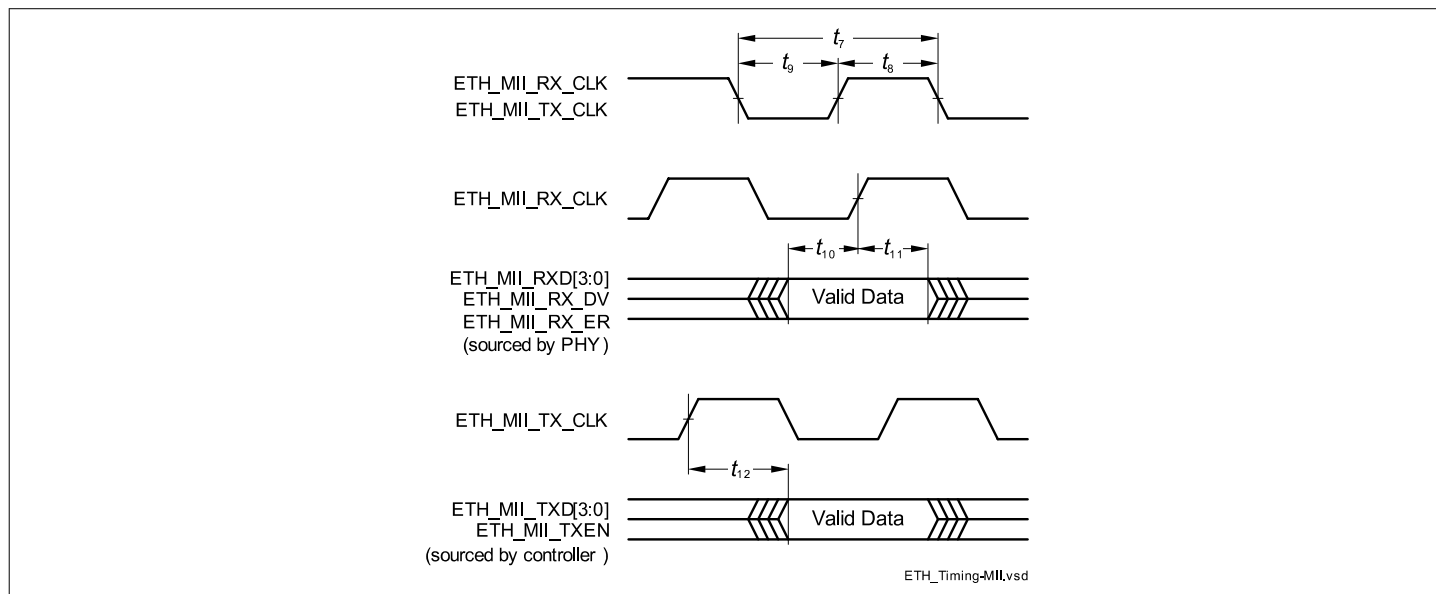 t7
t9 t8
ETH_MII_RX_CLK
ETH_MII_TX_CLK
ETH_MII_RX_CLK
t10 t11
ETH_MII_RXD[3:0]
ETH_MII_RX_DV
Valid Data
ETH_MII_RX_ER
(sourced by PHY )
ETH_MII_TX_CLK
t12
ETH_MII_TXD[3:0]
Valid Data
ETH_MII_TXEN
(sourced by controller )
ETH_Timing-MII.vsd